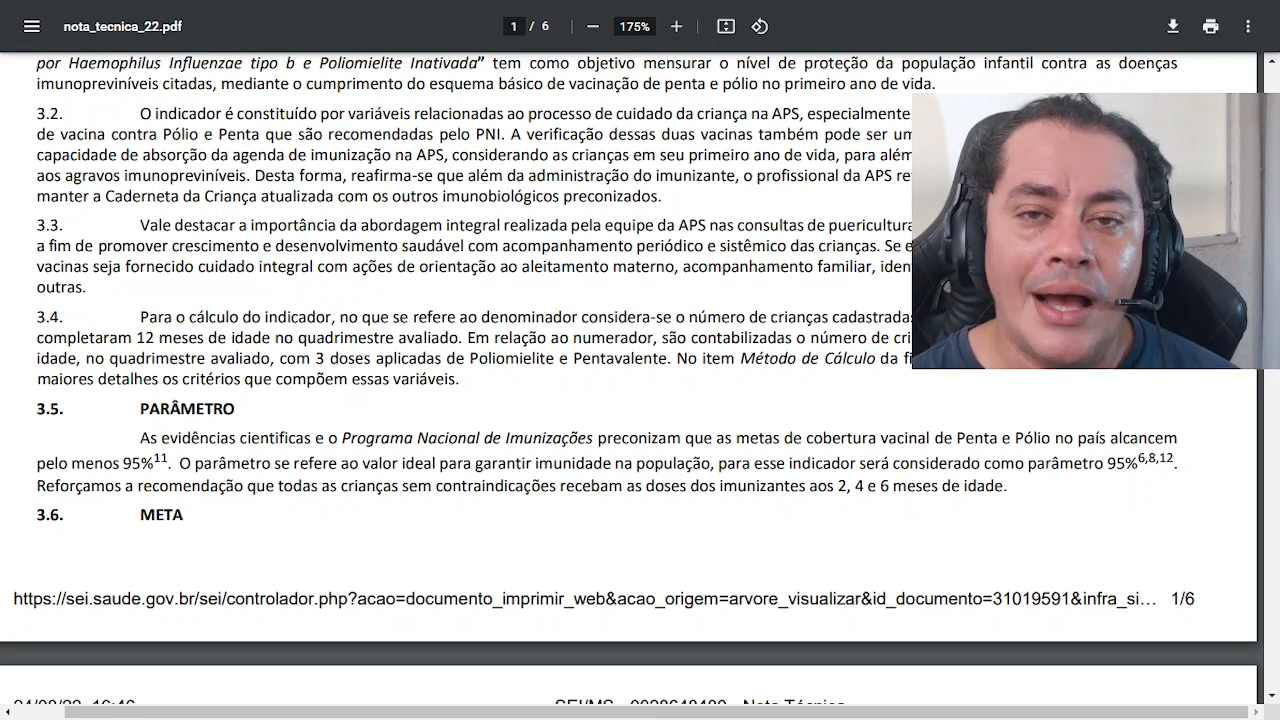 nota_tecnica_22.pdf
1 / 6
175%
por Haemophilus Influenzae tipo b e Poliomielite Inativada” tem como objetivo mensurar o nível de proteção da população infantil contra as doenças
imunopreviníveis citadas, mediante o cumprimento do esquema básico de vacinação de penta e pólio no primeiro ano de vida.
3.2. O indicador é constituído por variáveis relacionadas ao processo de cuidado da criança na APS, especialmente
de vacina contra Pólio e Penta que são recomendadas pelo PNI. A verificação dessas duas vacinas também pode ser
capacidade de absorção da agenda de imunização na APS, considerando as crianças em seu primeiro ano de vida, para além
aos agravos imunopreviníveis. Desta forma, reafirma-se que além da administração do imunizante, o profissional da APS
manter a Caderneta da Criança atualizada com os outros imunobiológicos preconizados.
3.3. Vale destacar a importância da abordagem integral realizada pela equipe da APS nas consultas de puericultura
a fim de promover crescimento e desenvolvimento saudável com acompanhamento periódico e sistêmico das crianças. Se
vacinas seja fornecido cuidado integral com ações de orientação ao aleitamento materno, acompanhamento familiar,
outras.
3.4. Para o cálculo do indicador, no que se refere ao denominador considera-se o número de crianças cadastradas
completaram 12 meses de idade no quadrimestre avaliado. Em relação ao numerador, são contabilizadas o número de
idade, no quadrimestre avaliado, com 3 doses aplicadas de Poliomielite e Pentavalente. No item Método de Cálculo da
maiores detalhes os critérios que compõem essas variáveis.
3.5. PARÂMETRO
As evidências cientificas e o Programa Nacional de Imunizações preconizam que as metas de cobertura vacinal de Penta e Pólio no país alcancem
pelo menos 95%11. O parâmetro se refere ao valor ideal para garantir imunidade na população, para esse indicador será considerado como parâmetro 95%6,8,12.
Reforçamos a recomendação que todas as crianças sem contraindicações recebam as doses dos imunizantes aos 2, 4 e 6 meses de idade.
3.6. META
https://sei.saude.gov.br/sei/controlador.php?acao=documento_imprimir_web&acao_origem=arvore_visualizar&id_documento=31019591&infra_si… 1/6